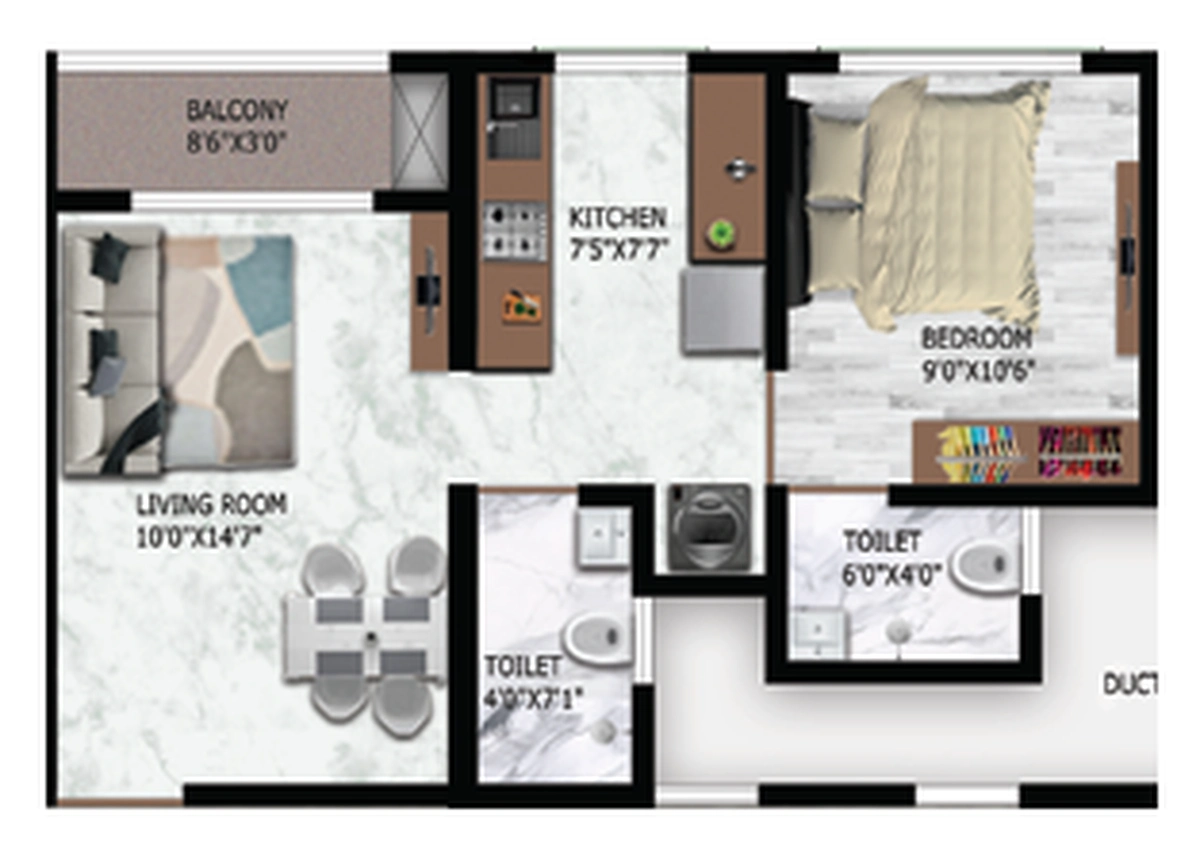 BALCONY
8'6"X3'0"
KITCHEN
7'5"X7'7"
BEDROOM
9'0"X10'6"
LIVING ROOM
10'0"X14'7"
TOILET
6'0"X4'0"
TOILET
4'0"X7'1"
DUCT